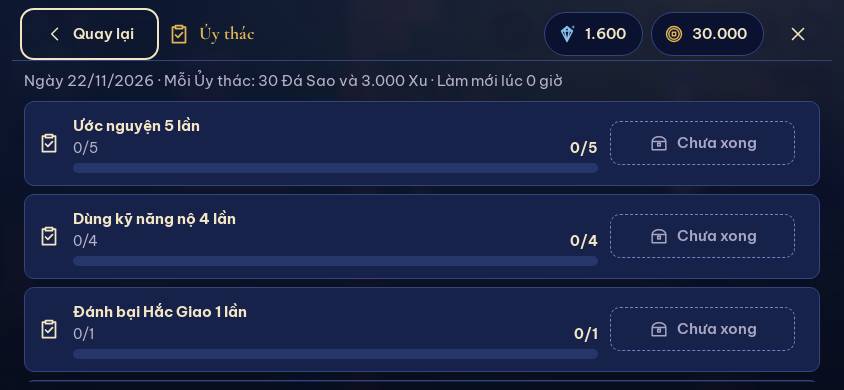 Quay lại
Ủy thác
1.600
30.000
Ngày 22/11/2026 · Mỗi Ủy thác: 30 Đá Sao và 3.000 Xu · Làm mới lúc 0 giờ
Ước nguyện 5 lần
0/5
0/5
Chưa xong
Dùng kỹ năng nộ 4 lần
0/4
0/4
Chưa xong
Đánh bại Hắc Giao 1 lần
0/1
0/1
Chưa xong